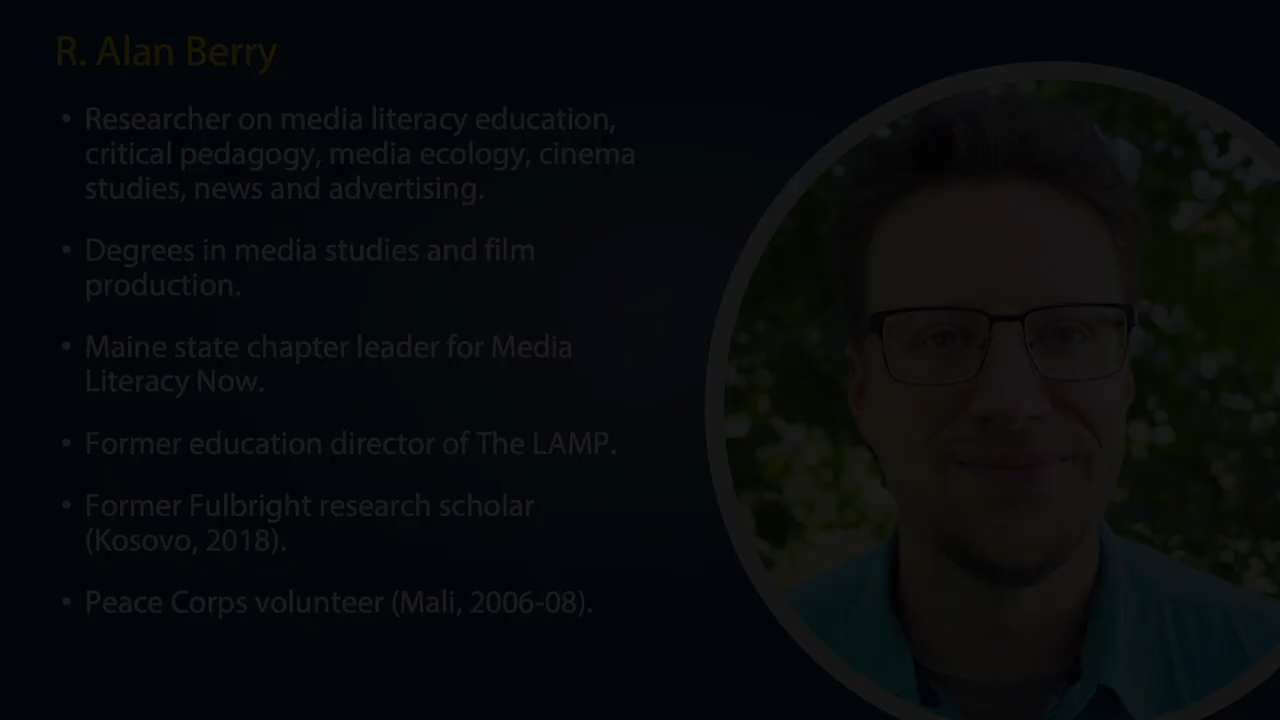 R. Alan Berry
• Researcher on media literacy education,
critical pedagogy, media ecology, cinema
studies, news and advertising.
• Degrees in media studies and film
production.
• Maine state chapter leader for Media
Literacy Now.
• Former education director of The LAMP.
• Former Fulbright research scholar
(Kosovo, 2018).
• Peace Corps volunteer (Mali, 2006-08).